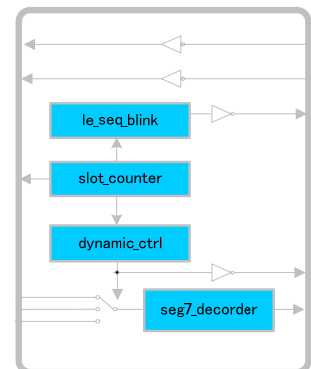 le_seq_blink
slot_counter
dynamic_ctrl
seg7_decorder